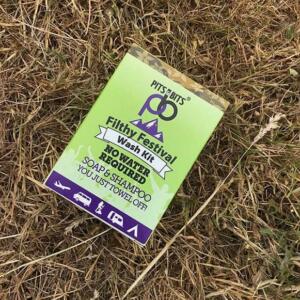 PITS N BITS
Filthy Festival
Wash Kit
NO WATER
REQUIRED
SOAP & SHAMPOO
YOU JUST TOWEL OFF!